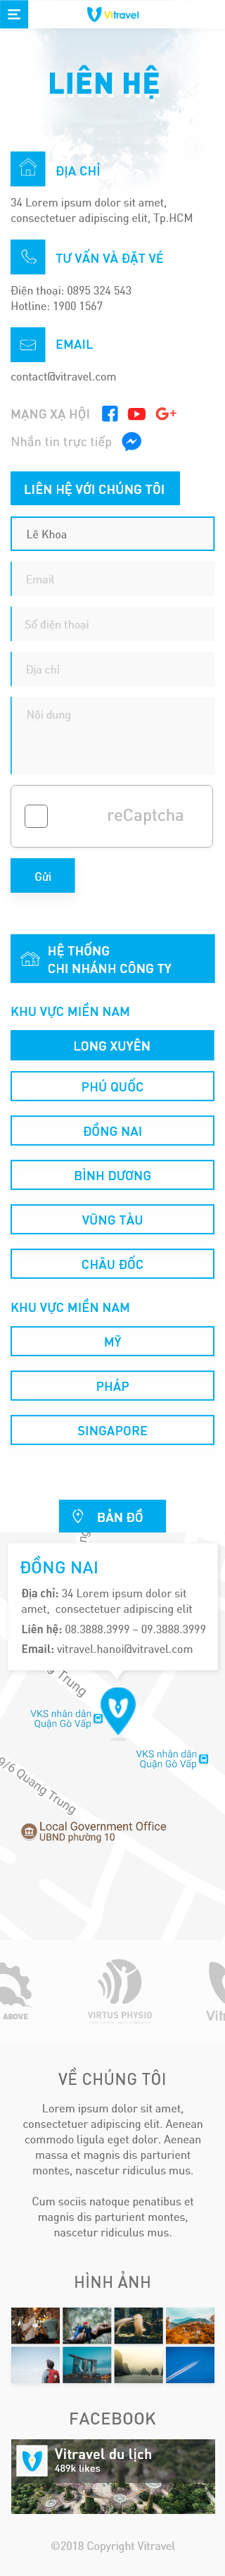 Vitravel
LIÊN HỆ
ĐỊA CHỈ
34 Lorem ipsum dolor sit amet,
consectetuer adipiscing elit, Tp.HCM
TƯ VẤN VÀ ĐẶT VÉ
Điện thoại: 0895 324 543
Hotline: 1900 1567
EMAIL
contact@vitravel.com
MẠNG XẠ HỘI
Nhắn tin trực tiếp
LIÊN HỆ VỚI CHÚNG TÔI
Lê Khoa
Email
Số điện thoại
Địa chỉ
Nội dung
reCaptcha
Gửi
HỆ THỐNG
CHI NHÁNH CÔNG TY
KHU VỰC MIỀN NAM
LONG XUYÊN
PHÚ QUỐC
ĐỒNG NAI
BÌNH DƯƠNG
VŨNG TÀU
CHÂU ĐỐC
KHU VỰC MIỀN NAM
MỸ
PHÁP
SINGAPORE
BẢN ĐỒ
ĐỒNG NAI
Địa chỉ: 34 Lorem ipsum dolor sit
amet, consectetuer adipiscing elit
Liên hệ: 08.3888.3999 – 09.3888.3999
Email: vitravel.hanoi@vitravel.com
Trung
VKS nhân dân
Quận Gò Vấp
VKS nhân dân
Quận Gò Vấp
9/6 Quang Trung
Local Government Office
UBND phường 10
ABOVE
VIRTUS PHYSIO
Vitr
VỀ CHÚNG TÔI
Lorem ipsum dolor sit amet,
consectetuer adipiscing elit. Aenean
commodo ligula eget dolor. Aenean
massa et magnis dis parturient
montes, nascetur ridiculus mus.
Cum sociis natoque penatibus et
magnis dis parturient montes,
nascetur ridiculus mus.
HÌNH ẢNH
FACEBOOK
Vitravel du lịch
489k likes
©2018 Copyright Vitravel